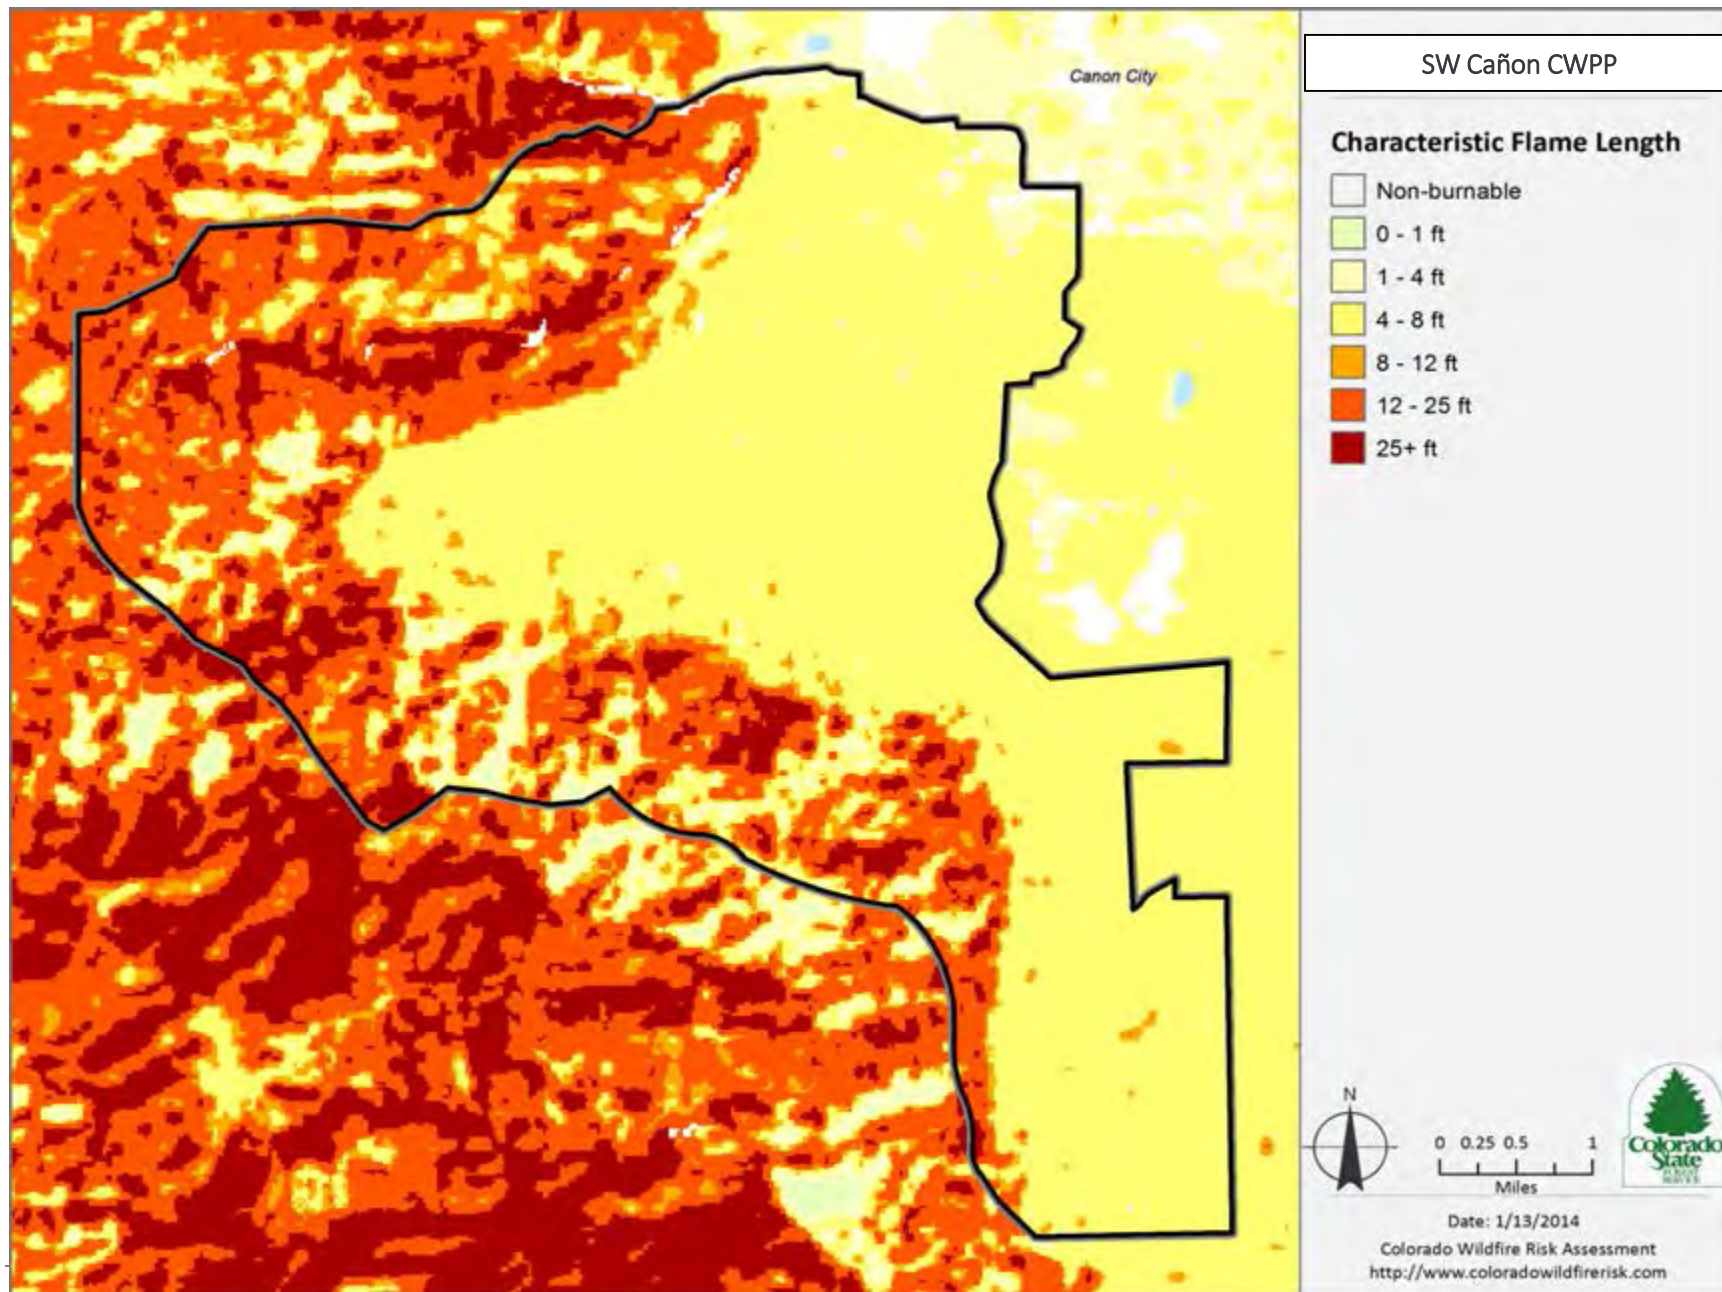 Canon City
SW Cañon CWPP
Characteristic Flame Length
Non-burnable
0 - 1 ft
1 - 4 ft
4 - 8 ft
8 - 12 ft
12 - 25 ft
25+ ft
N
0 0.25 0.5 1
Miles
Colorado
State
FOREST
SERVICE
Date: 1/13/2014
Colorado Wildfire Risk Assessment
http://www.coloradowildfirerisk.com